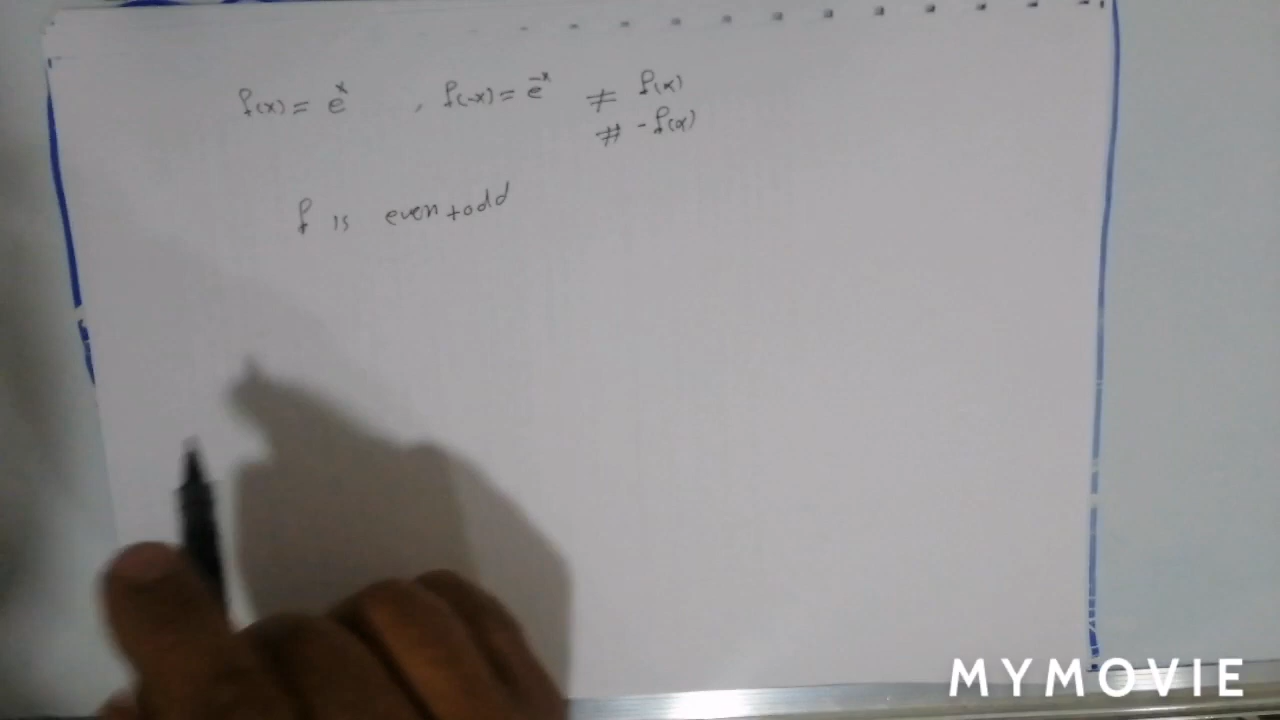 f(x) = e^x , f(-x) = e^-x ≠ f(x)
≠ -f(x)
f is even+odd
MYMOVIE